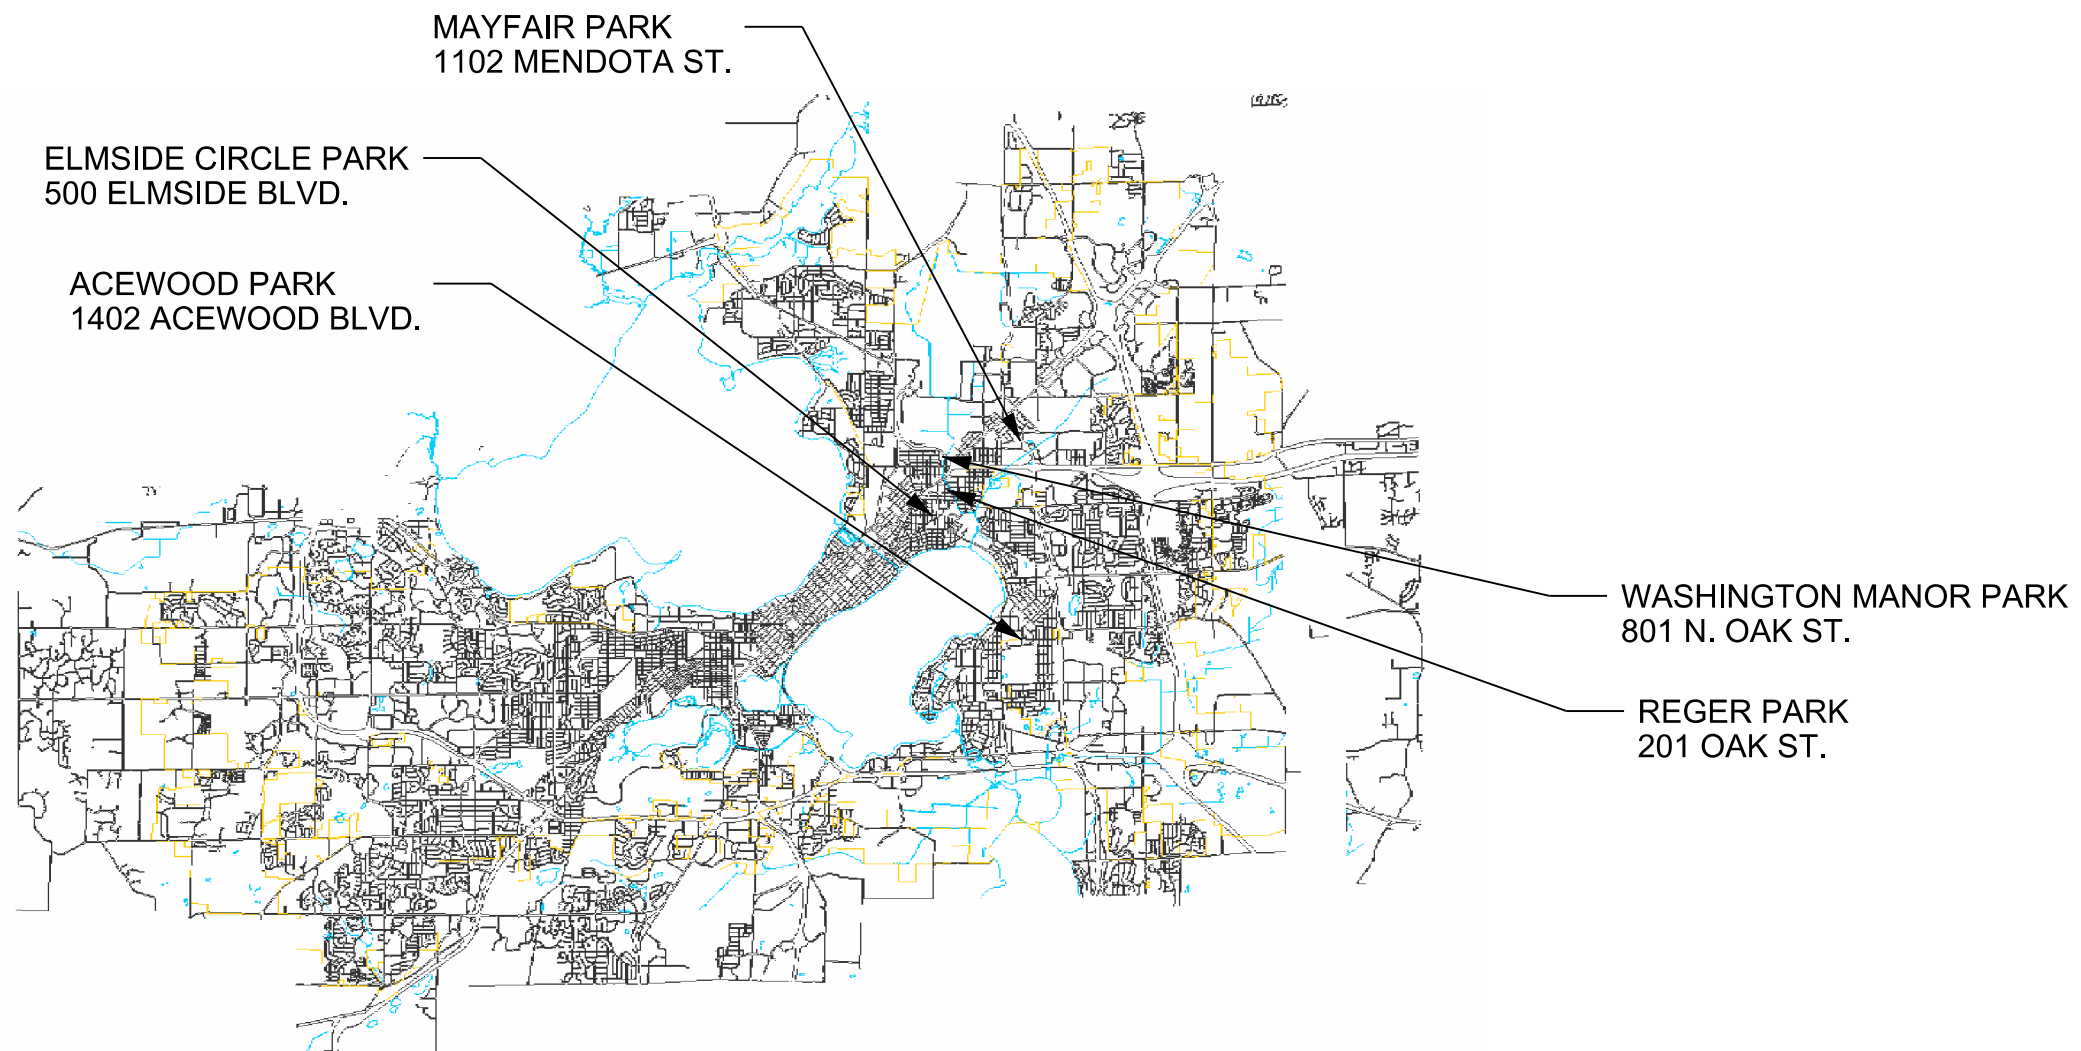 MAYFAIR PARK
1102 MENDOTA ST.
ELMSIDE CIRCLE PARK
500 ELMSIDE BLVD.
ACEWOOD PARK
1402 ACEWOOD BLVD.
WASHINGTON MANOR PARK
801 N. OAK ST.
REGER PARK
201 OAK ST.